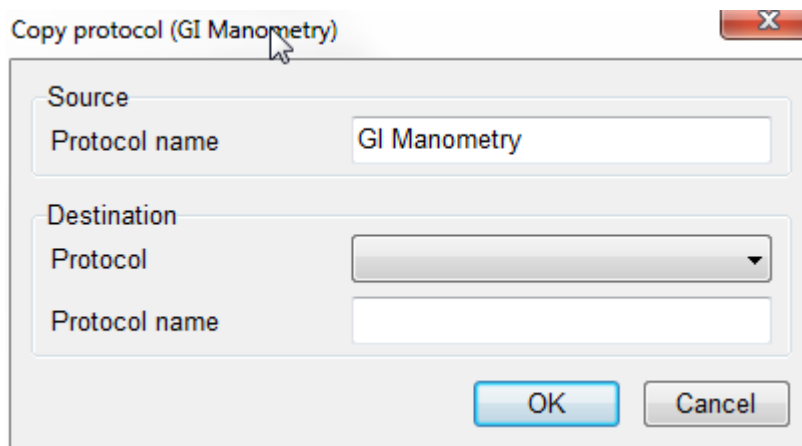 Copy protocol (GI Manometry)
Source
Protocol name GI Manometry
Destination
Protocol
Protocol name
OK Cancel